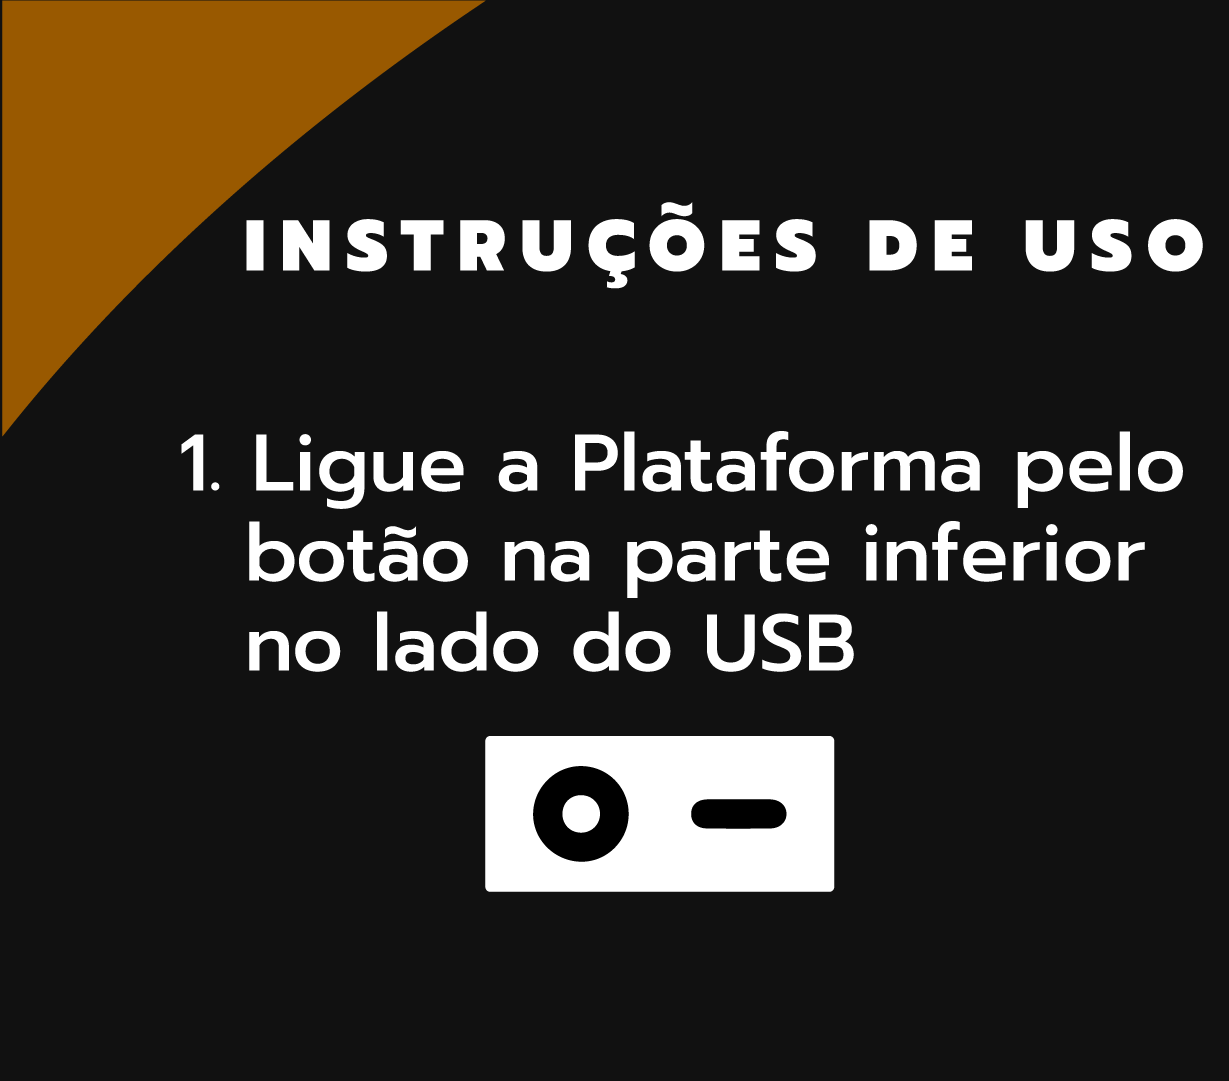 INSTRUÇÕES DE USO
1. Ligue a Plataforma pelo
botão na parte inferior
no lado do USB